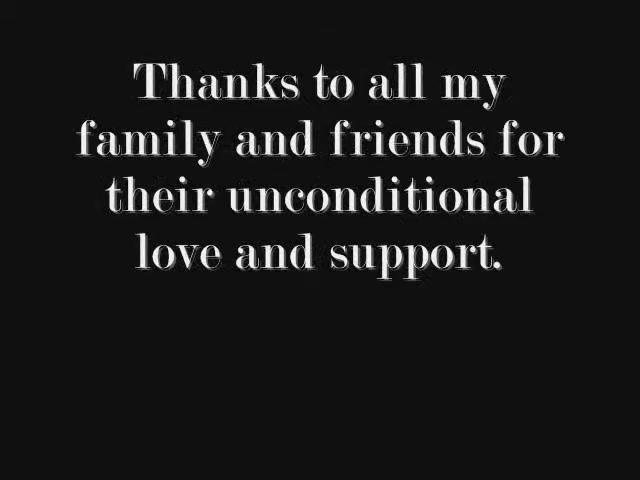 Thanks to all my
family and friends for
their unconditional
love and support.